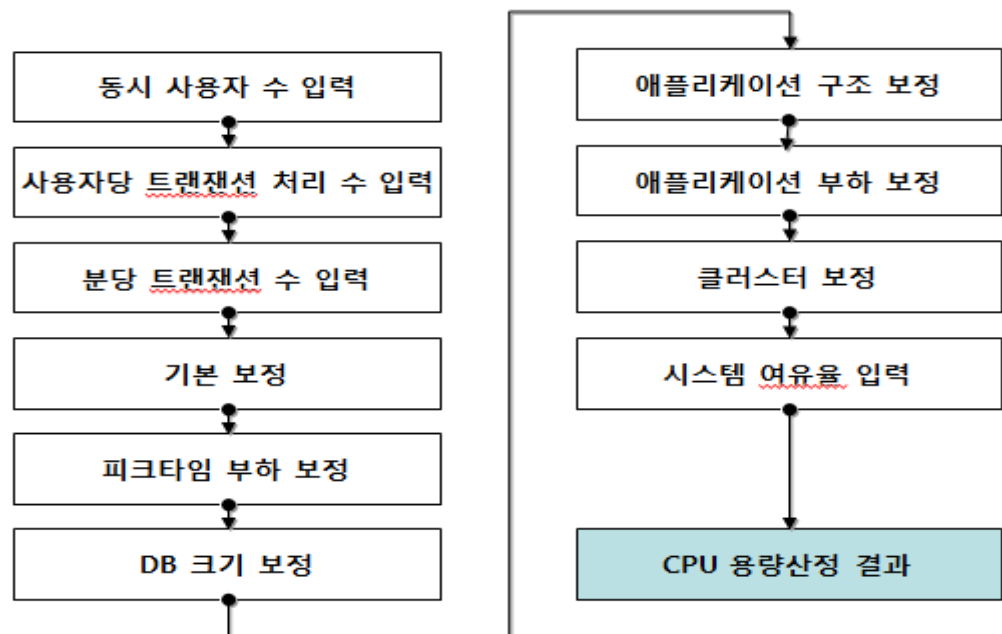 동시 사용자 수 입력
사용자당 트랜잰션 처리 수 입력
분당 트랜잰션 수 입력
기본 보정
피크타임 부하 보정
DB 크기 보정
애플리케이션 구조 보정
애플리케이션 부하 보정
클러스터 보정
시스템 여유율 입력
CPU 용량산정 결과